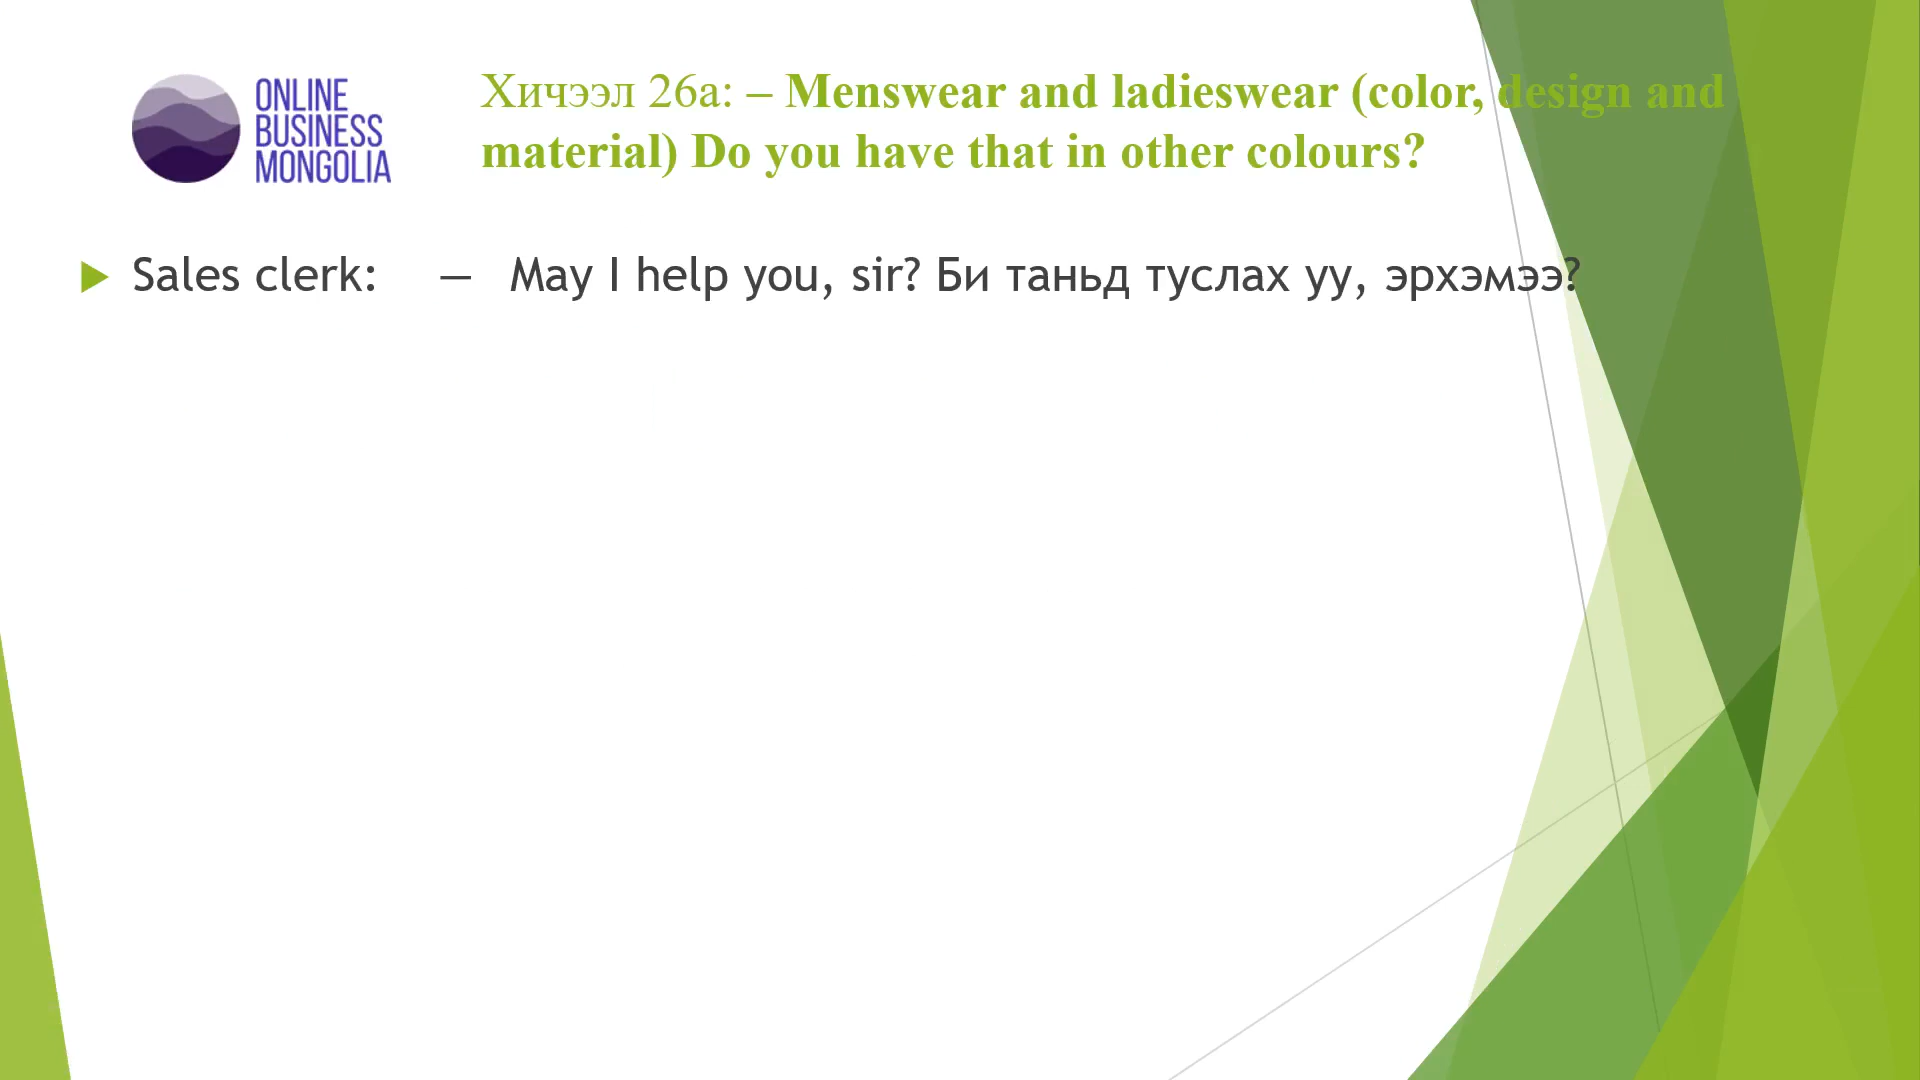 ONLINE
BUSINESS
MONGOLIA
Хичээл 26a: – Menswear and ladieswear (color, design and
material) Do you have that in other colours?
Sales clerk: — May I help you, sir? Би таньд туслах уу, эрхэмээ?